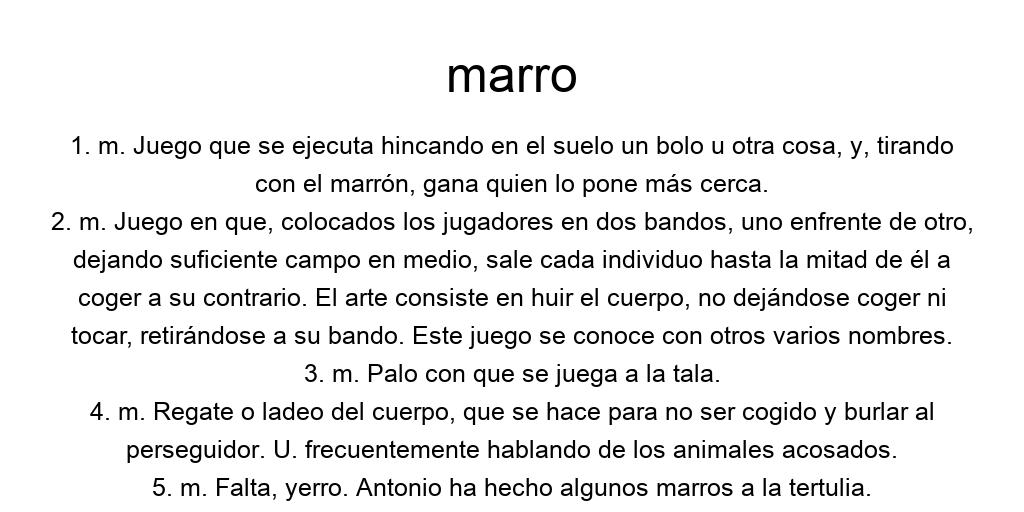 marro
1. m. Juego que se ejecuta hincando en el suelo un bolo u otra cosa, y, tirando
con el marrón, gana quien lo pone más cerca.
2. m. Juego en que, colocados los jugadores en dos bandos, uno enfrente de otro,
dejando suficiente campo en medio, sale cada individuo hasta la mitad de él a
coger a su contrario. El arte consiste en huir el cuerpo, no dejándose coger ni
tocar, retirándose a su bando. Este juego se conoce con otros varios nombres.
3. m. Palo con que se juega a la tala.
4. m. Regate o ladeo del cuerpo, que se hace para no ser cogido y burlar al
perseguidor. U. frecuentemente hablando de los animales acosados.
5. m. Falta, yerro. Antonio ha hecho algunos marros a la tertulia.